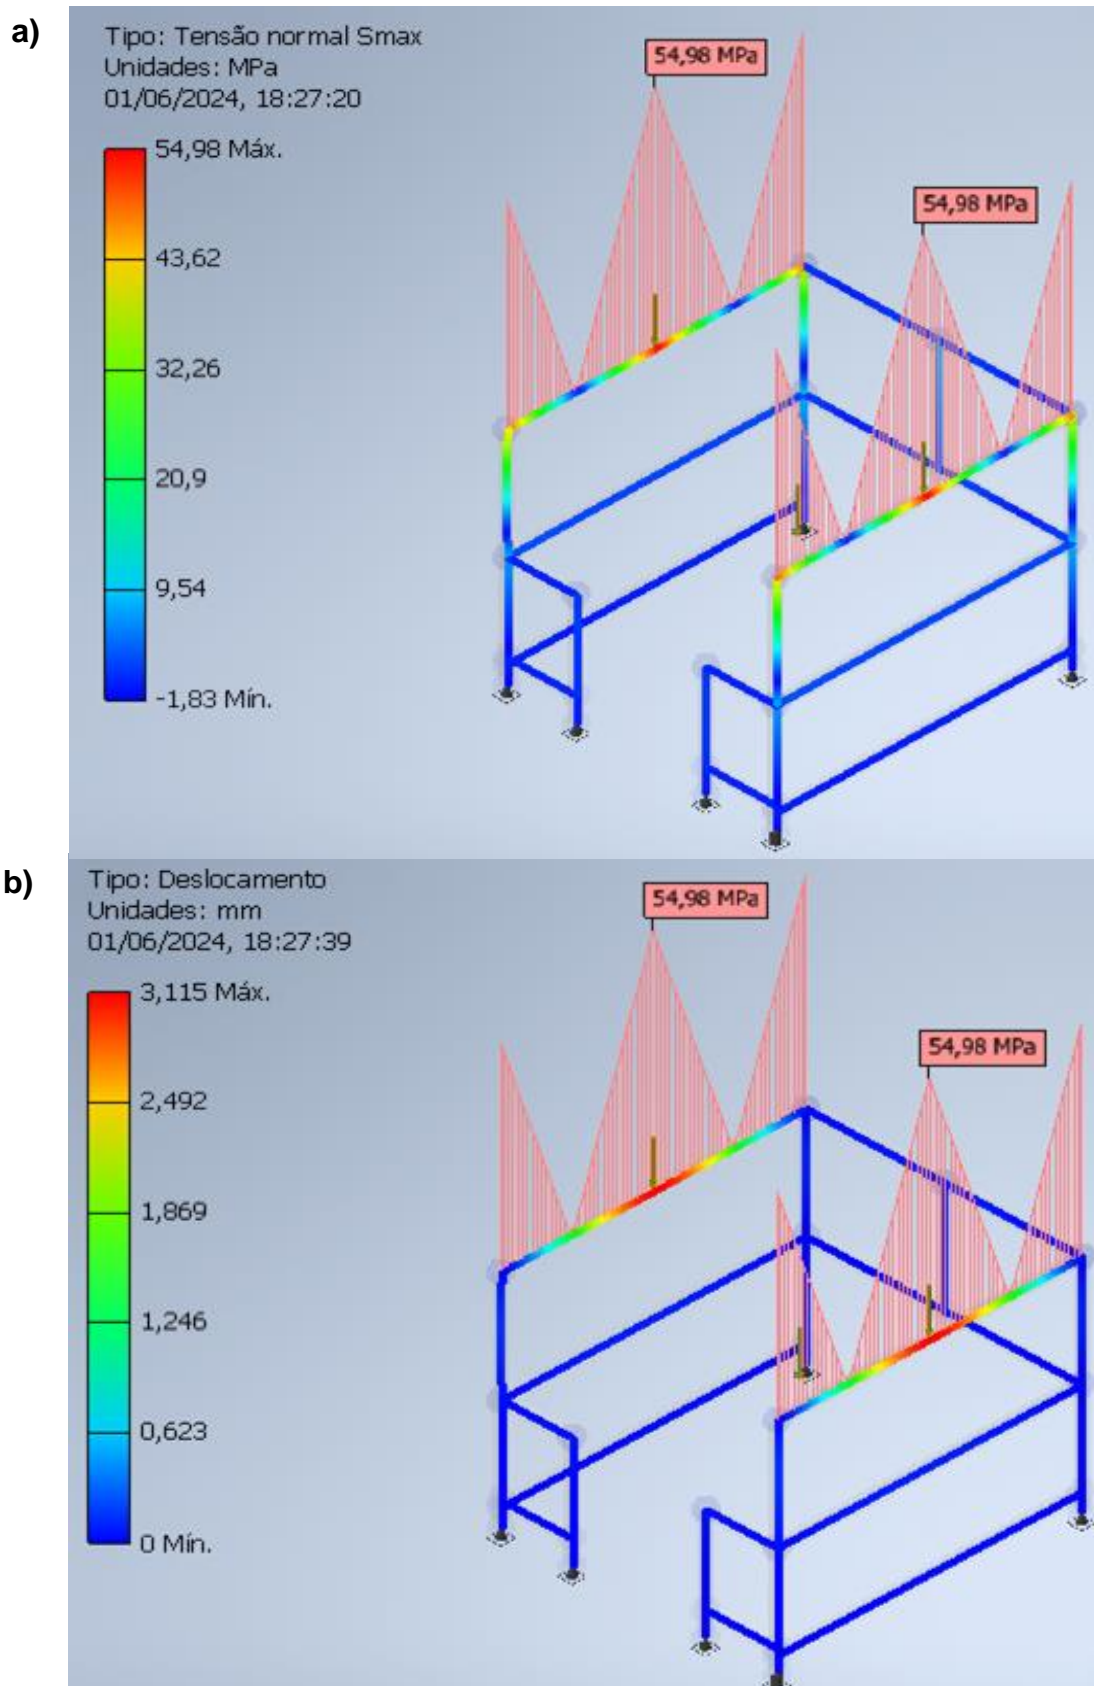 a)
Tipo: Tensão normal Smax
Unidades: MPa
01/06/2024, 18:27:20
54,98 MPa
54,98 Máx.
54,98 MPa
43,62
32,26
20,9
9,54
-1,83 Mín.
b)
Tipo: Deslocamento
Unidades: mm
01/06/2024, 18:27:39
54,98 MPa
3,115 Máx.
54,98 MPa
2,492
1,869
1,246
0,623
0 Mín.